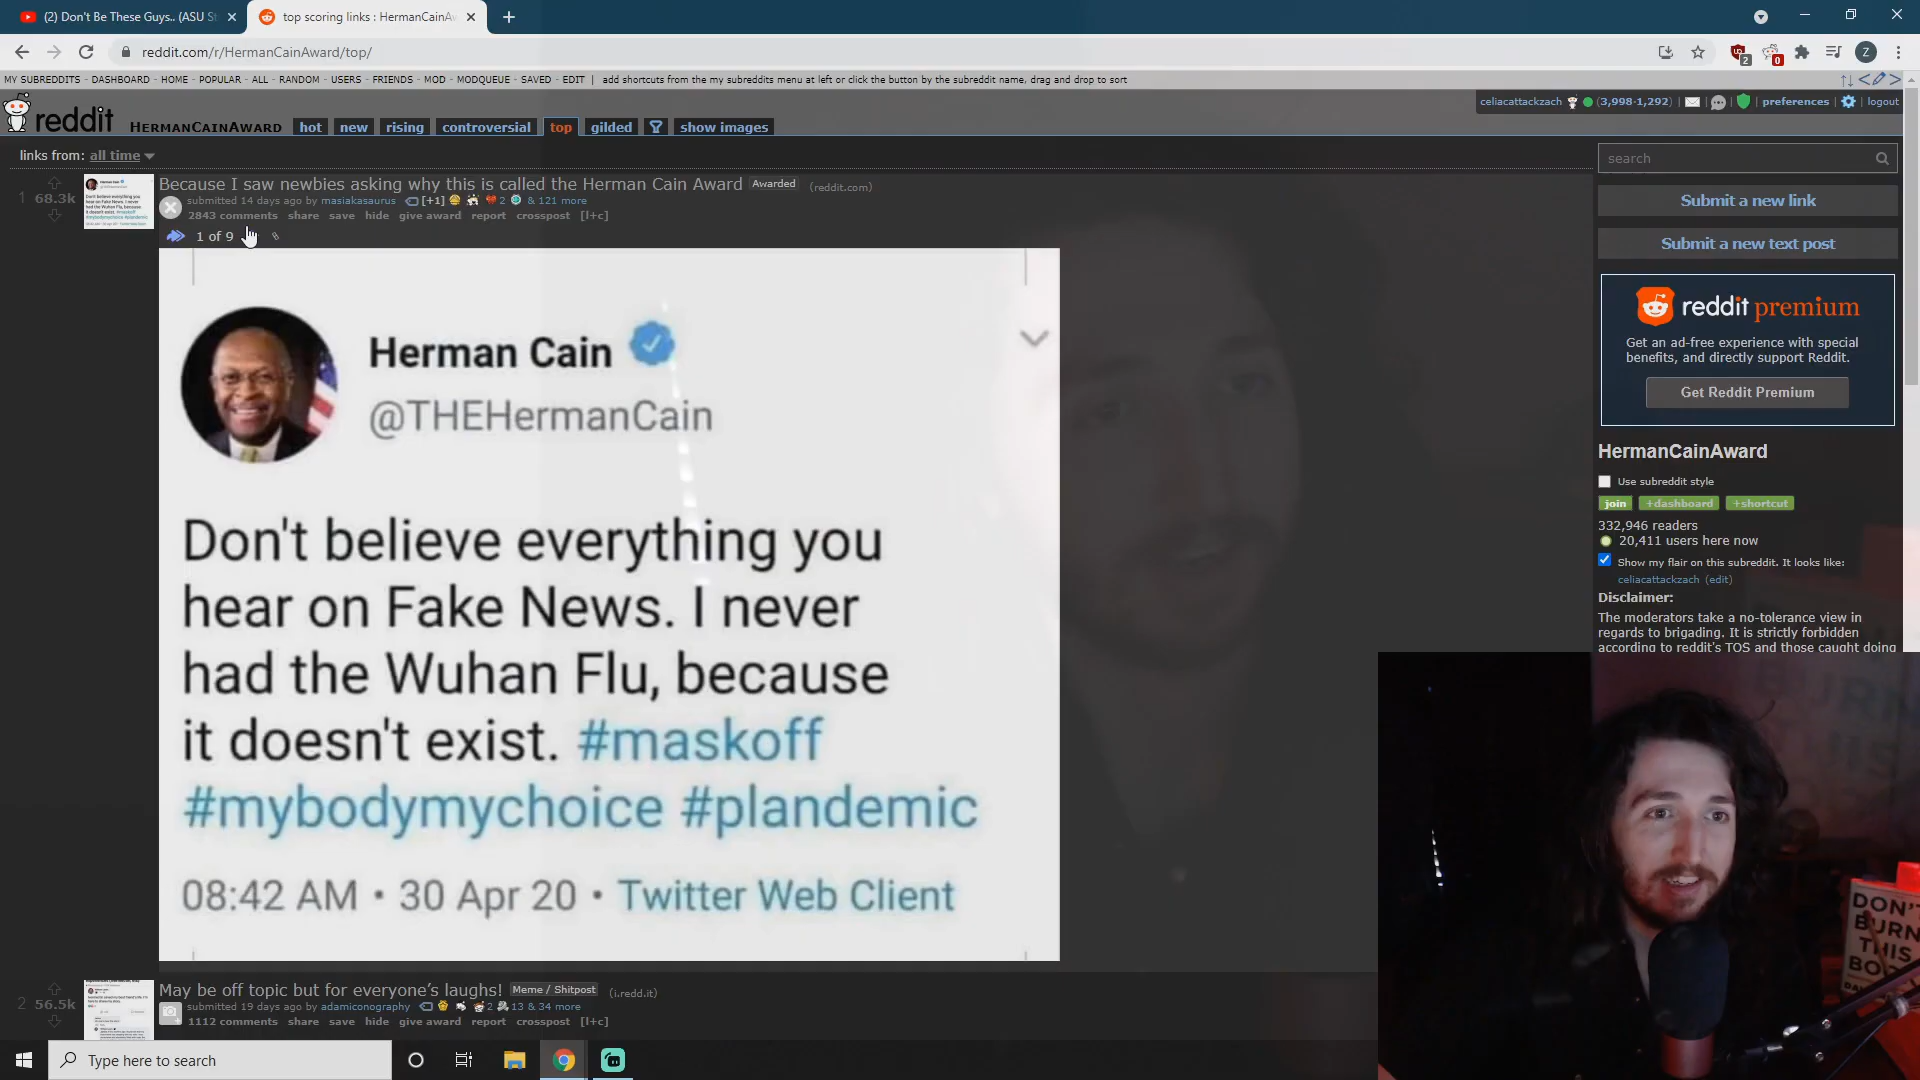 (2) Don't Be These Guys.. (ASU St
top scoring links : HermanCainAw
reddit.com/r/HermanCainAward/top/
Z
2
0
MY SUBREDDITS - DASHBOARD - HOME - POPULAR - ALL - RANDOM - USERS - FRIENDS - MOD - MODQUEUE - SAVED - EDIT | add shortcuts from the my subreddits menu at left or click the button by the subreddit name, drag and drop to sort
celiacattackzach (3,998·1,292) | | preferences | | logout
reddit HERMANCAINAWARD hot new rising controversial top gilded show images
links from: all time
search
1 68.3k
Because I saw newbies asking why this is called the Herman Cain Award Awarded (reddit.com)
submitted 14 days ago by masiakasaurus [+1] 2 & 121 more
2843 comments share save hide give award report crosspost [l+c]
1 of 9
Herman Cain
@THEHermanCain
Don't believe everything you
hear on Fake News. I never
had the Wuhan Flu, because
it doesn't exist. #maskoff
#mybodymychoice #plandemic
08:42 AM • 30 Apr 20 • Twitter Web Client
2 56.5k
May be off topic but for everyone's laughs! Meme / Shitpost (i.redd.it)
submitted 19 days ago by adamiconography 2 13 & 34 more
1112 comments share save hide give award report crosspost [l+c]
Submit a new link
Submit a new text post
reddit premium
Get an ad-free experience with special
benefits, and directly support Reddit.
Get Reddit Premium
HermanCainAward
Use subreddit style
join +dashboard +shortcut
332,946 readers
20,411 users here now
Show my flair on this subreddit. It looks like:
celiacattackzach (edit)
Disclaimer:
The moderators take a no-tolerance view in
regards to brigading. It is strictly forbidden
according to reddit's TOS and those caught doing
DON'T
BURN
THIS
BO
Type here to search